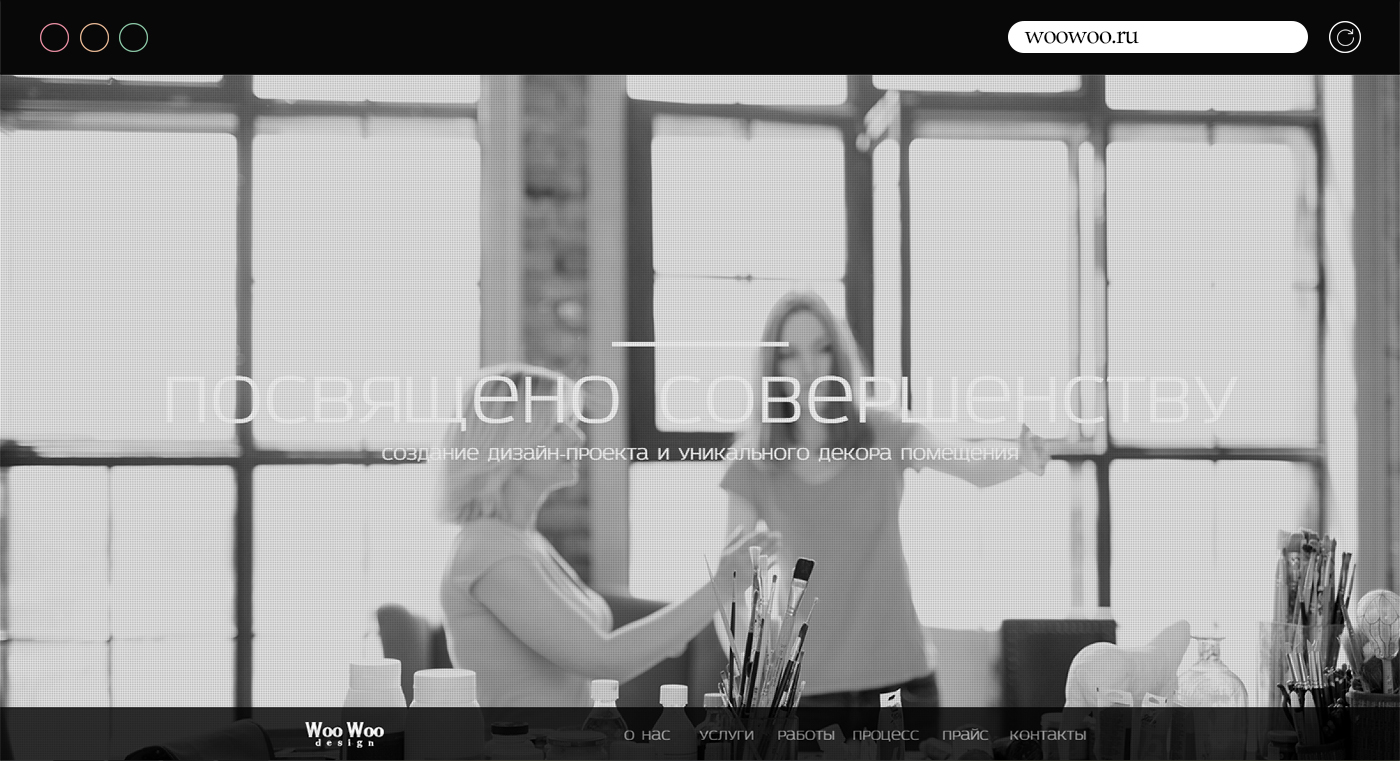 woowoo.ru
посвящено совершенству
создание дизайн-проекта и уникального декора помещения
Woo Woo
design
о нас услуги работы процесс прайс контакты